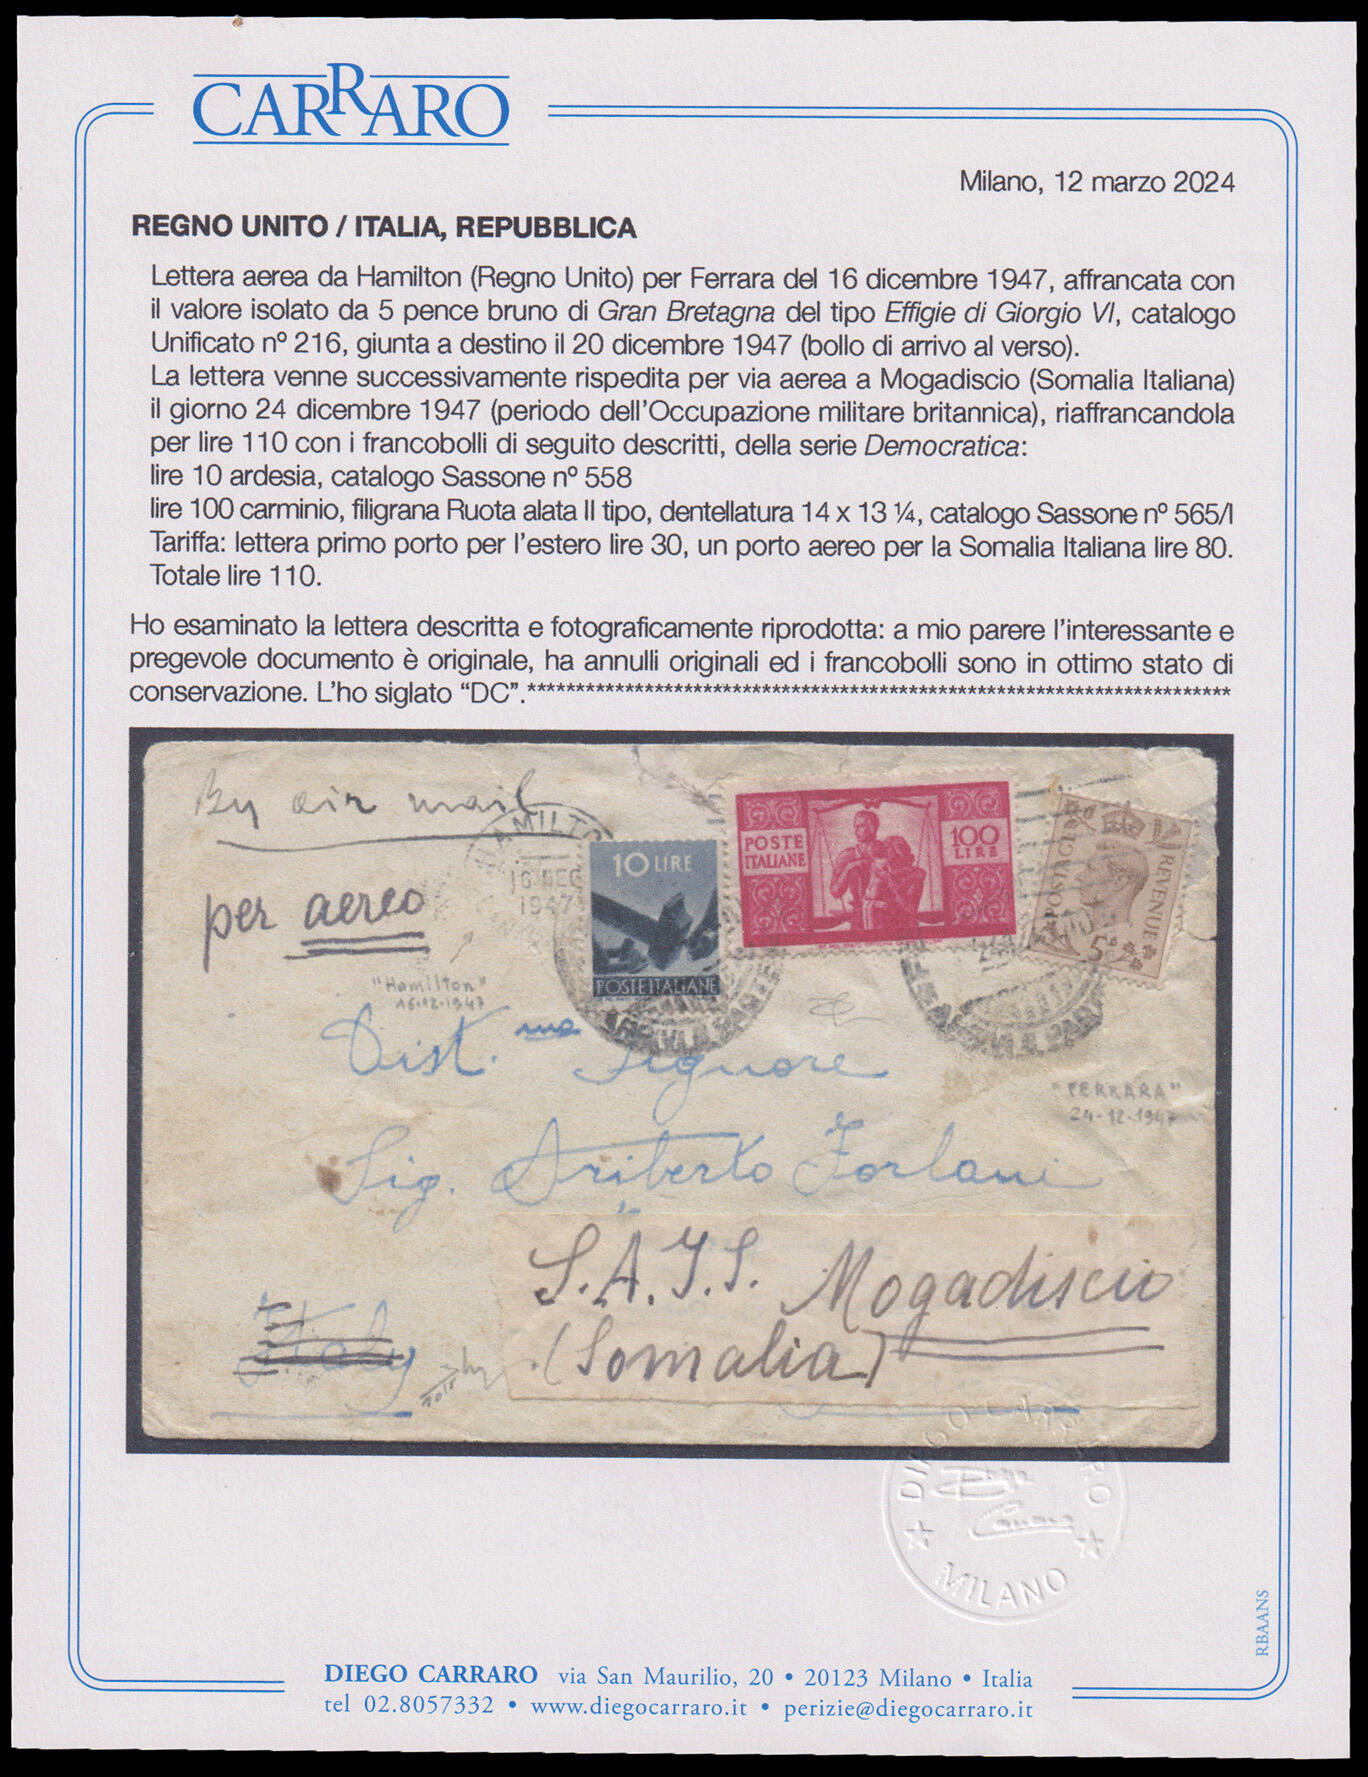 CARRARO
Milano, 12 marzo 2024
REGNO UNITO / ITALIA, REPUBBLICA
Lettera aerea da Hamilton (Regno Unito) per Ferrara del 16 dicembre 1947, affrancata con
il valore isolato da 5 pence bruno di Gran Bretagna del tipo Effigie di Giorgio VI, catalogo
Unificato nº 216, giunta a destino il 20 dicembre 1947 (bollo di arrivo al verso).
La lettera venne successivamente rispedita per via aerea a Mogadiscio (Somalia Italiana)
il giorno 24 dicembre 1947 (periodo dell'Occupazione militare britannica), riaffrancandola
per lire 110 con i francobolli di seguito descritti, della serie Democratica:
lire 10 ardesia, catalogo Sassone nº 558
lire 100 carminio, filigrana Ruota alata II tipo, dentellatura 14 x 13 ¼, catalogo Sassone nº 565/I
Tariffa: lettera primo porto per l'estero lire 30, un porto aereo per la Somalia Italiana lire 80.
Totale lire 110.
Ho esaminato la lettera descritta e fotograficamente riprodotta: a mio parere l'interessante e
pregevole documento è originale, ha annulli originali ed i francobolli sono in ottimo stato di
conservazione. L'ho siglato “DC”.****************************************************************************
By air mail
HAMILTO
16 DEC
1947
10 LIRE
POSTE ITALIANE
POSTE
ITALIANE
100
LIRE
POSTAGE
REVENUE
5D
per aereo
"Hamilton"
16-12-1947
Dist.mo Signore
"FERRARA"
24-12-1947
Sig. Ariberto Forlani
S.A.I.S. Mogadiscio
(Somalia)
Italy
DIEGO CARRARO
MILANO
RBAANS
DIEGO CARRARO via San Maurilio, 20 • 20123 Milano • Italia
tel 02.8057332 • www.diegocarraro.it • perizie@diegocarraro.it